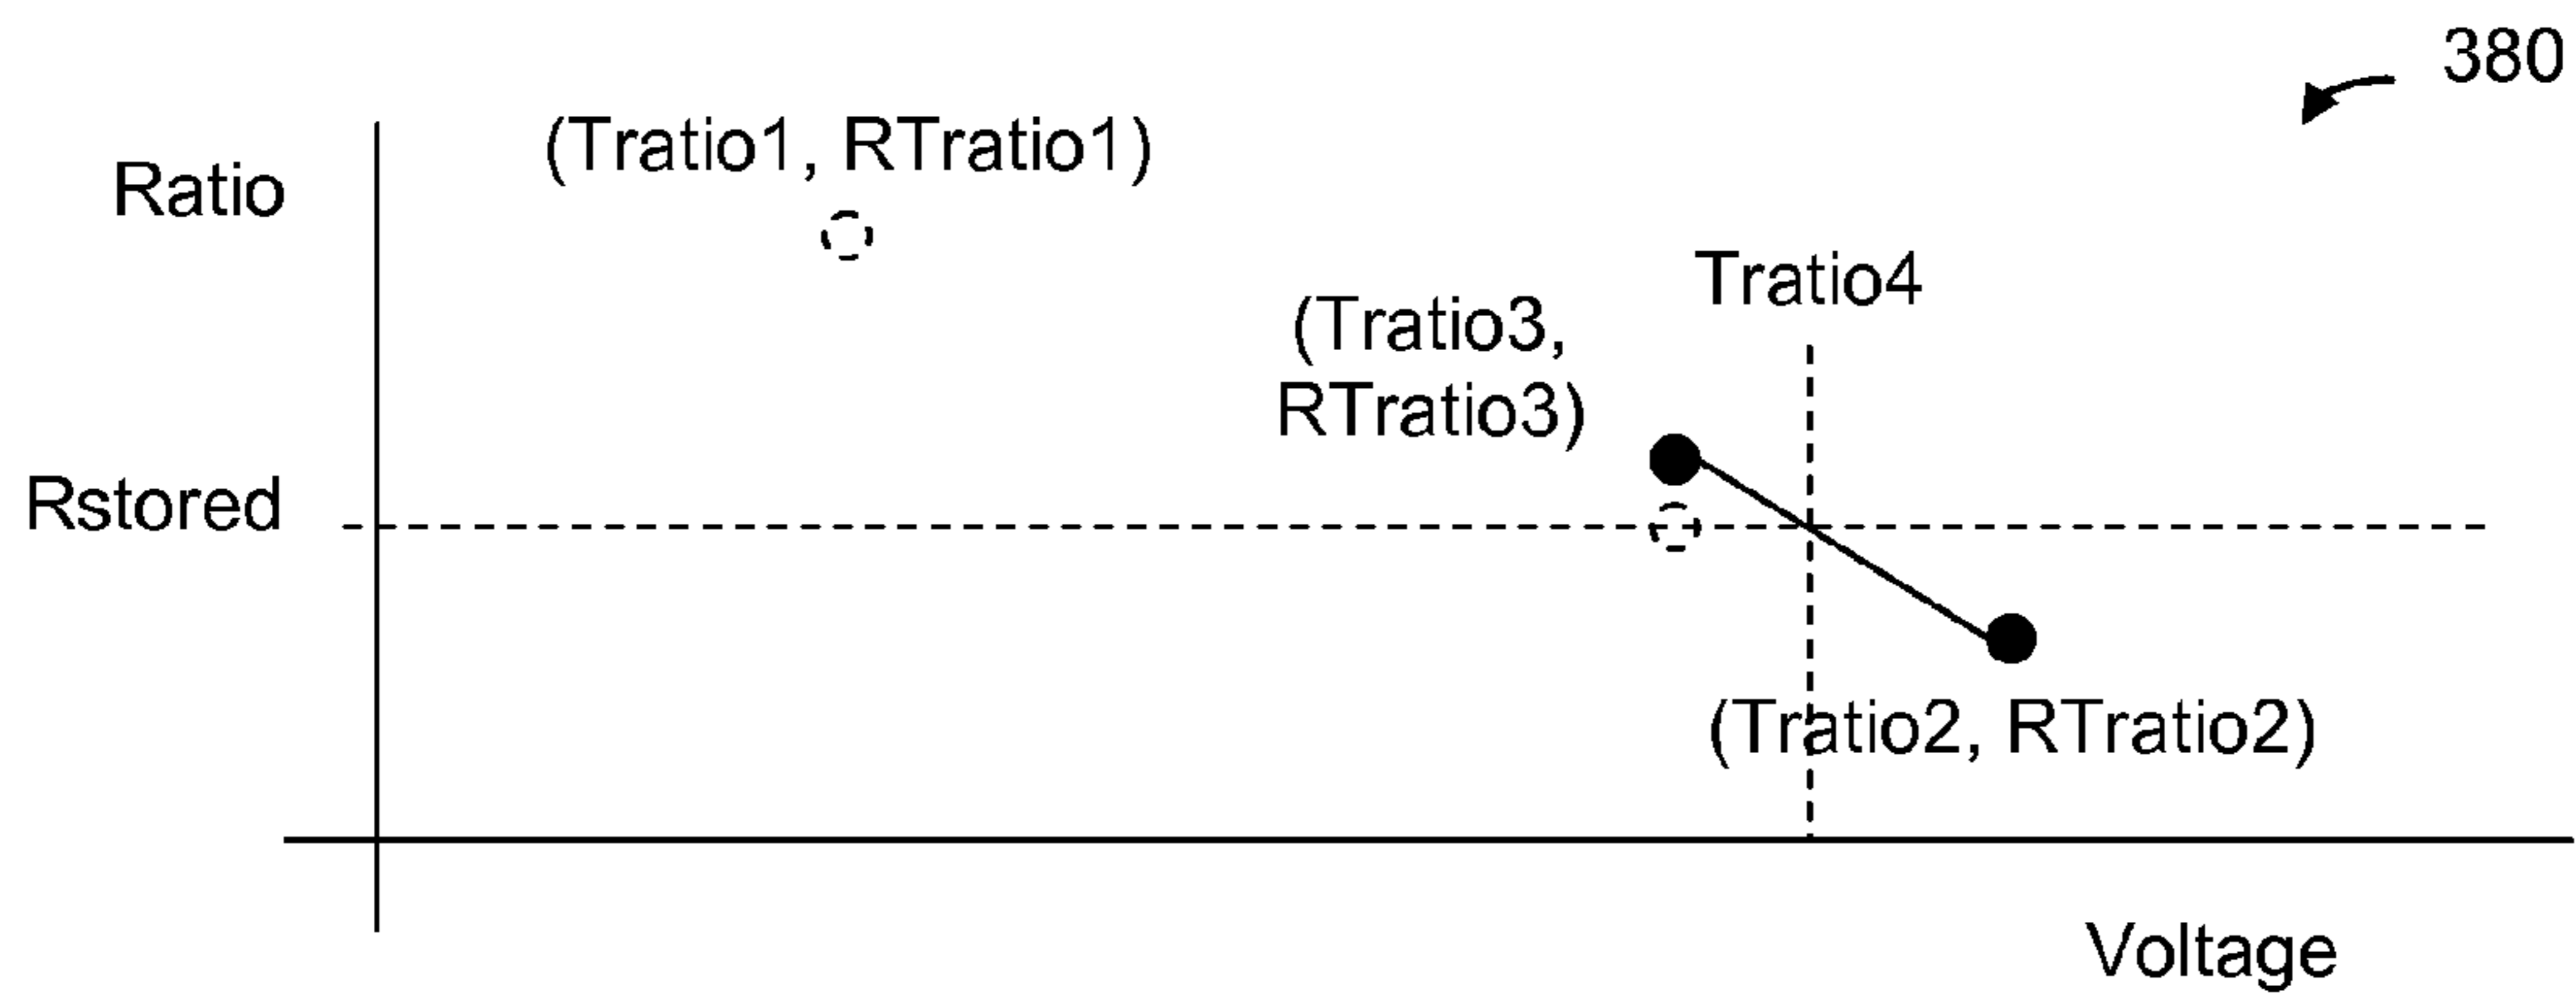 380
(Tratio1, RTratio1)
Ratio
Tratio4
(Tratio3,
RTratio3)
Rstored
(Tratio2, RTratio2)
Voltage